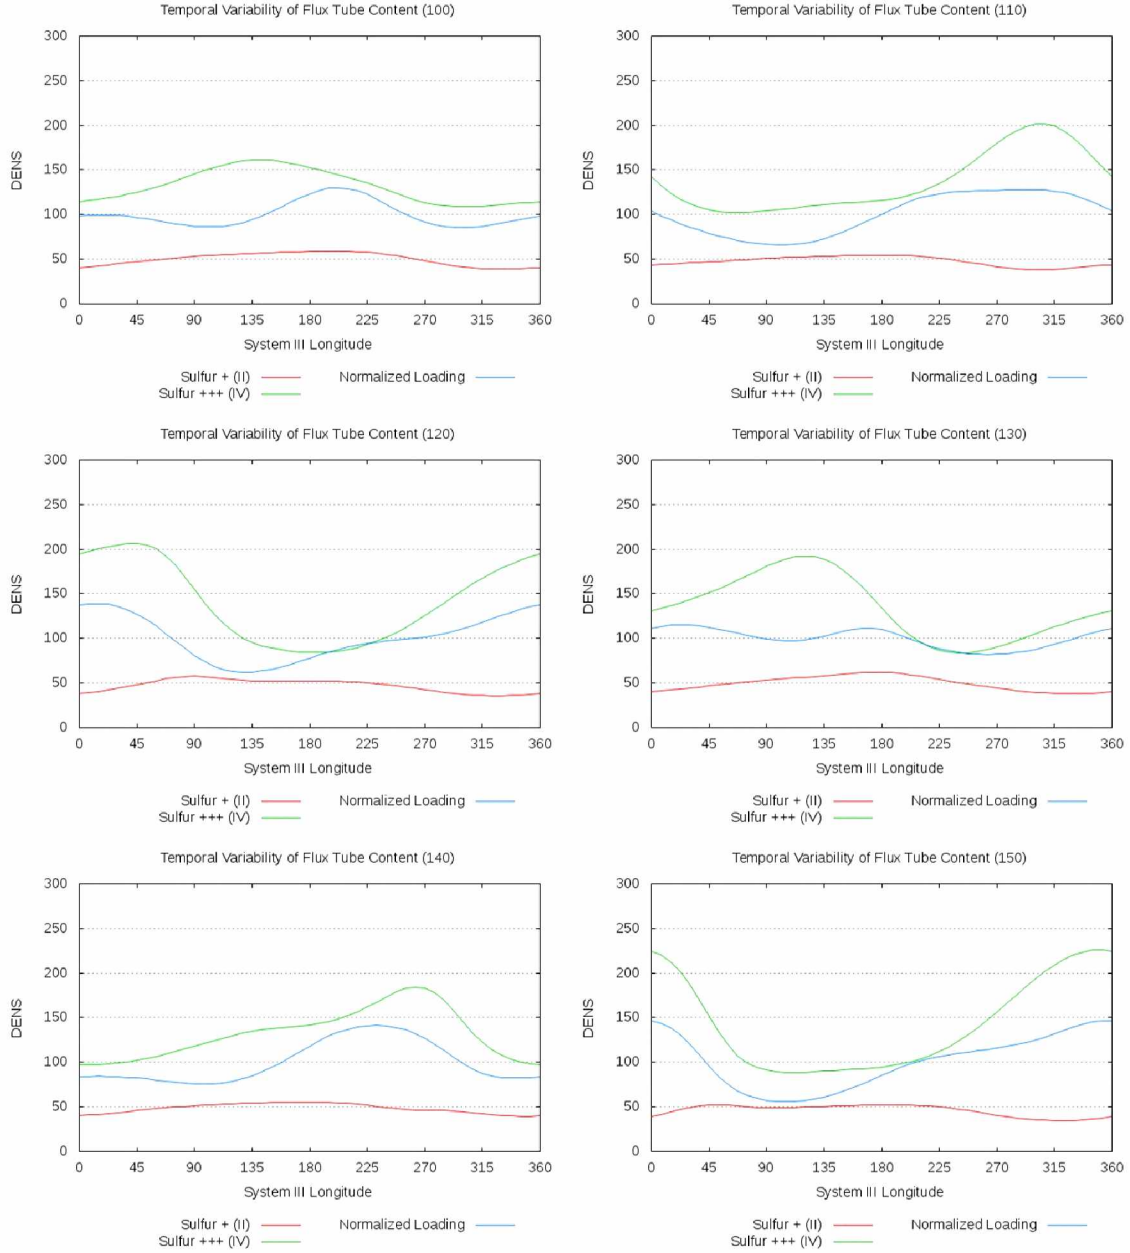 Temporal Variability of Flux Tube Content (100)
300
250
200
150
100
50
0
DENS
0 45 90 135 180 225 270 315 360
System III Longitude
Sulfur + (II) Normalized Loading
Sulfur +++ (IV)
Temporal Variability of Flux Tube Content (110)
300
250
200
150
100
50
0
DENS
0 45 90 135 180 225 270 315 360
System III Longitude
Sulfur + (II) Normalized Loading
Sulfur +++ (IV)
Temporal Variability of Flux Tube Content (120)
300
250
200
150
100
50
0
DENS
0 45 90 135 180 225 270 315 360
System III Longitude
Sulfur + (II) Normalized Loading
Sulfur +++ (IV)
Temporal Variability of Flux Tube Content (130)
300
250
200
150
100
50
0
DENS
0 45 90 135 180 225 270 315 360
System III Longitude
Sulfur + (II) Normalized Loading
Sulfur +++ (IV)
Temporal Variability of Flux Tube Content (140)
300
250
200
150
100
50
0
DENS
0 45 90 135 180 225 270 315 360
System III Longitude
Sulfur + (II) Normalized Loading
Sulfur +++ (IV)
Temporal Variability of Flux Tube Content (150)
300
250
200
150
100
50
0
DENS
0 45 90 135 180 225 270 315 360
System III Longitude
Sulfur + (II) Normalized Loading
Sulfur +++ (IV)